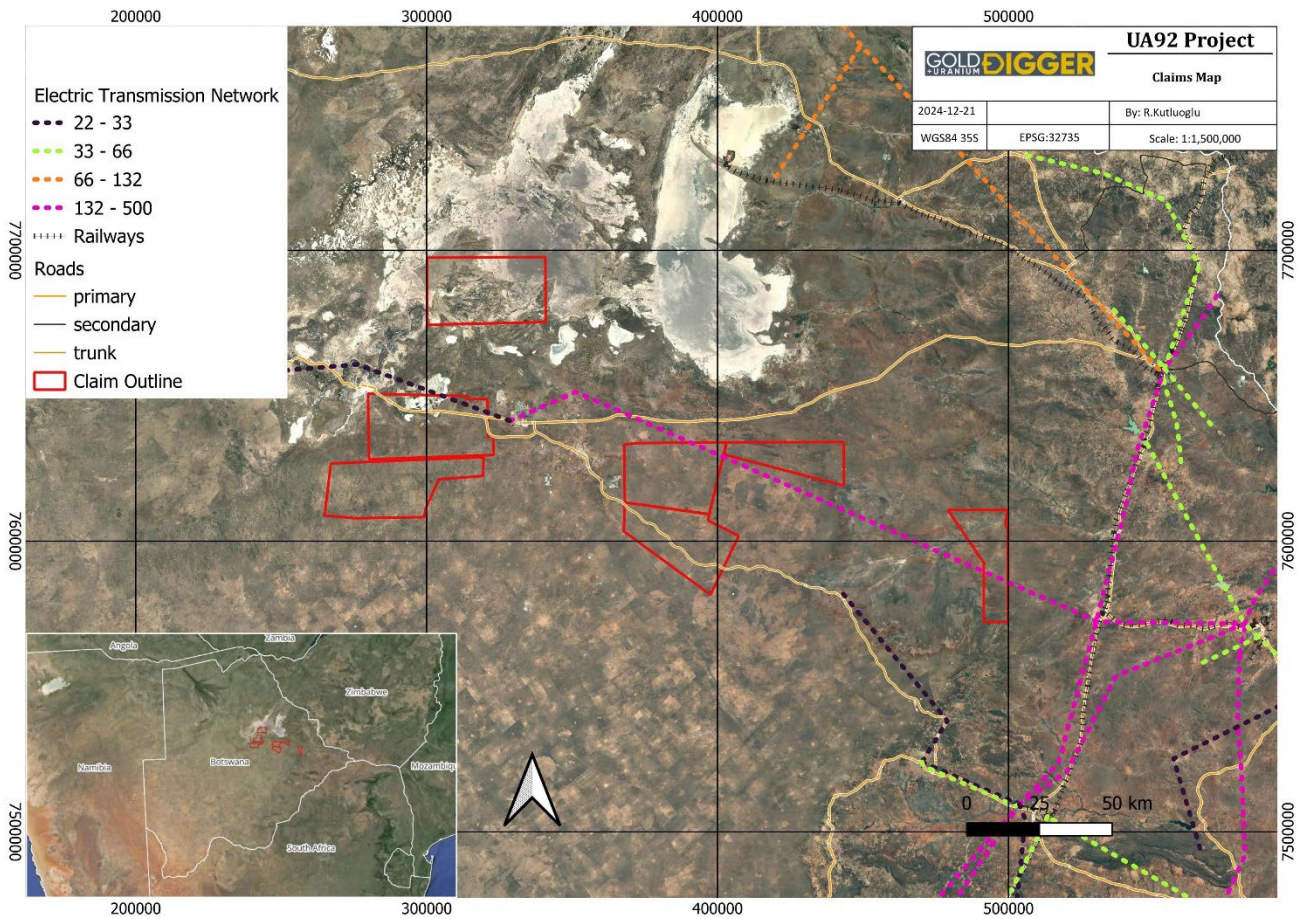 200000
300000
400000
500000
UA92 Project
GOLD
+URANIUM
DIGGER
Claims Map
2024-12-21
By: R.Kutluoglu
WGS84 35S
EPSG:32735
Scale: 1:1,500,000
Electric Transmission Network
22 - 33
33 - 66
66 - 132
132 - 500
Railways
Roads
primary
secondary
trunk
Claim Outline
7700000
7700000
7600000
7600000
7500000
7500000
Angola
Zambia
Zimbabwe
Namibia
Botswana
Mozambiqu
South Africa
0
25
50 km
200000
300000
400000
500000